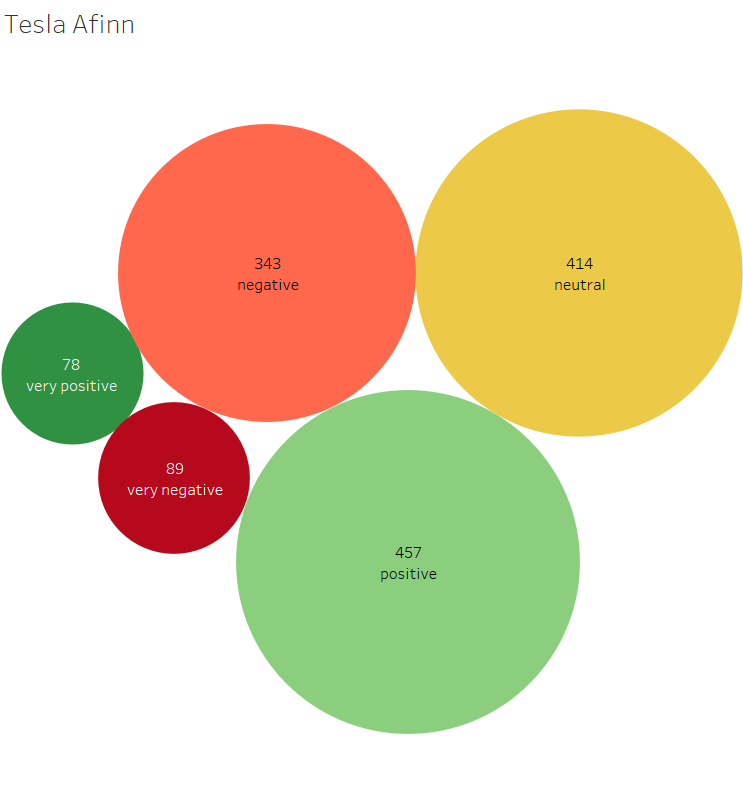 Tesla Afinn
343
negative
414
neutral
78
very positive
89
very negative
457
positive